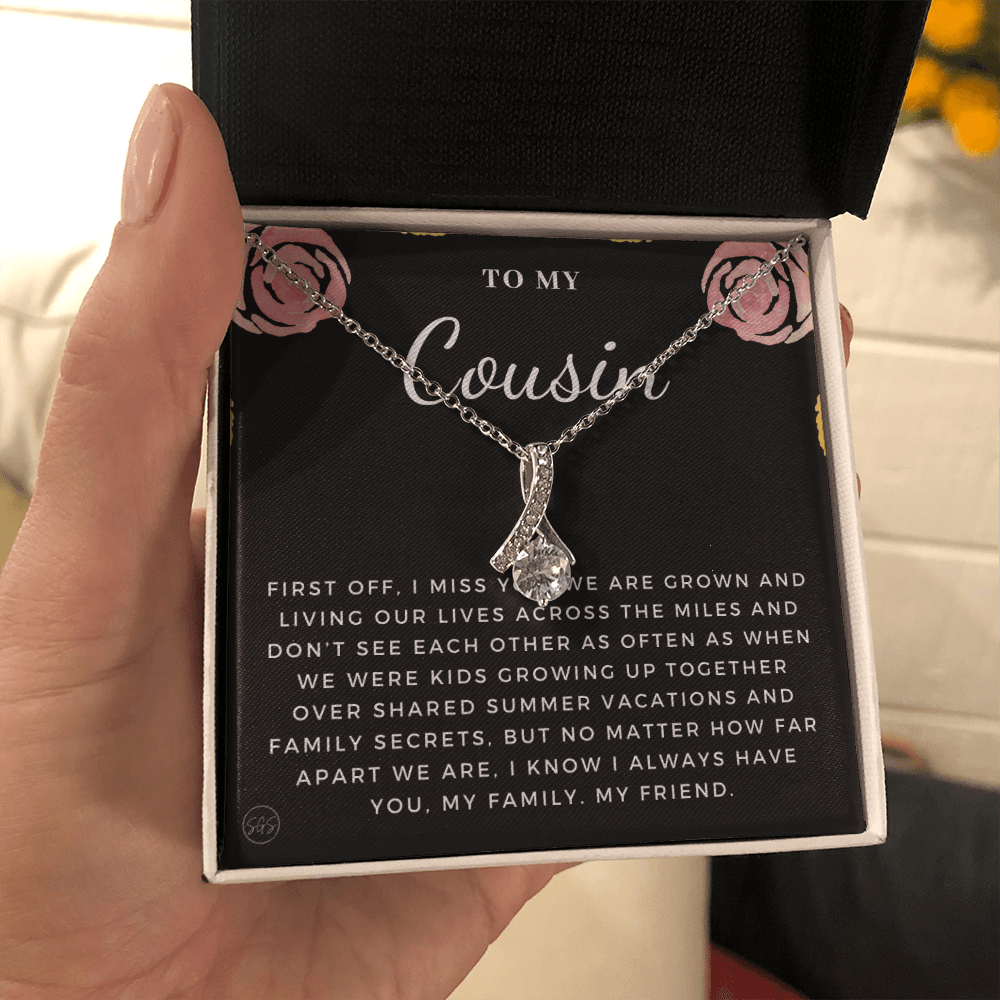 TO MY
Cousin
FIRST OFF, I MISS WE ARE GROWN AND
LIVING OUR LIVES ACROSS THE MILES AND
DON'T SEE EACH OTHER AS OFTEN AS WHEN
WE WERE KIDS GROWING UP TOGETHER
OVER SHARED SUMMER VACATIONS AND
FAMILY SECRETS, BUT NO MATTER HOW FAR
APART WE ARE, I KNOW I ALWAYS HAVE
YOU, MY FAMILY. MY FRIEND.
SGS